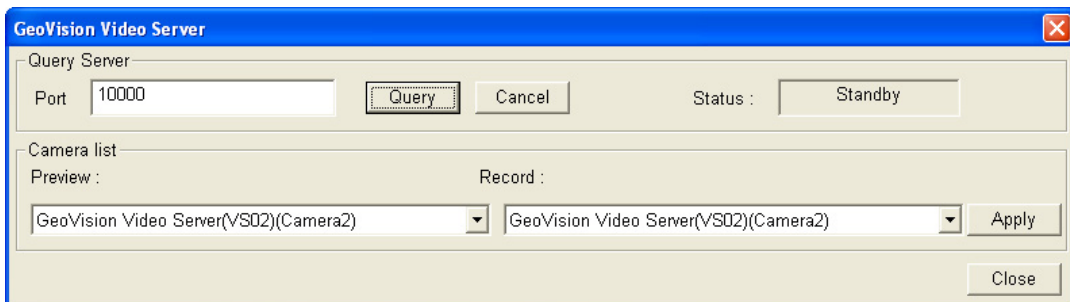 GeoVision Video Server
Query Server
Port 10000 Query Cancel Status : Standby
Camera list
Preview : Record :
GeoVision Video Server(VS02)(Camera2) GeoVision Video Server(VS02)(Camera2) Apply
Close